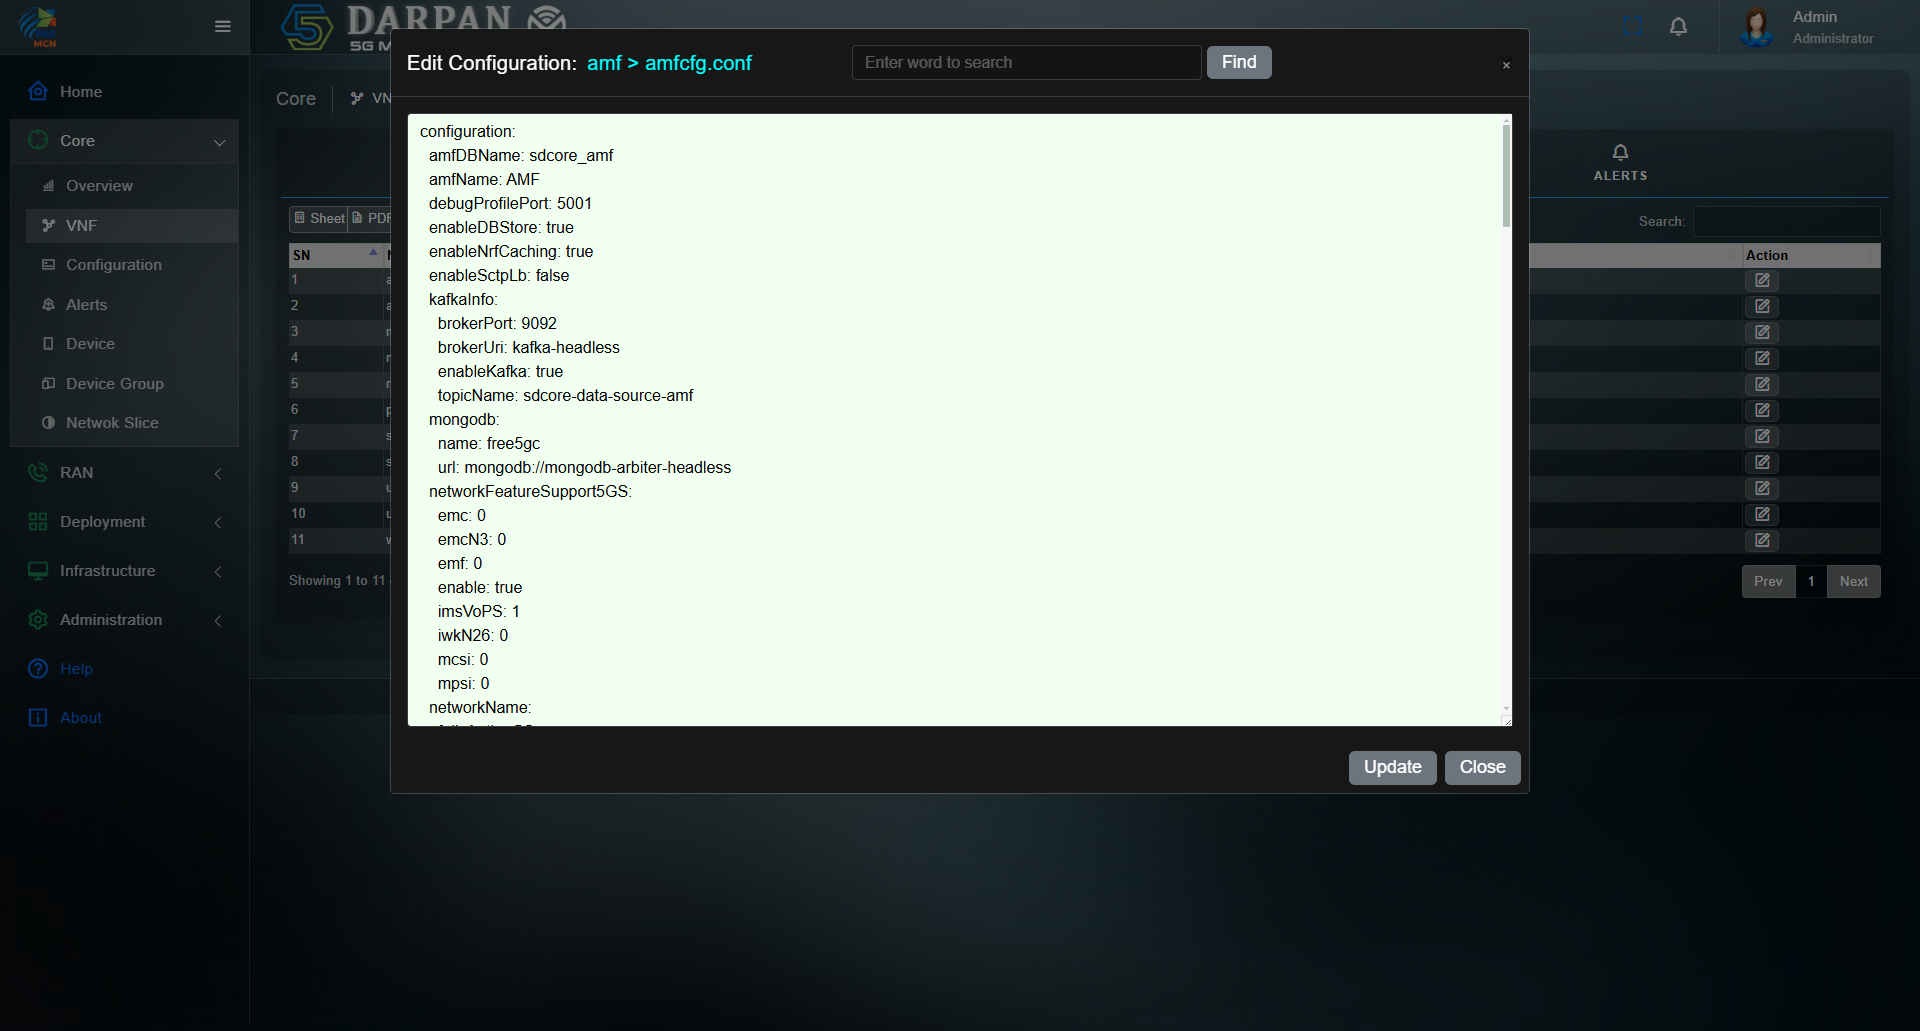 MCN
DARPAN
5G M
Admin
Administrator
Edit Configuration: amf > amfcfg.conf
Enter word to search
Find
×
Home
Core
Overview
VNF
Configuration
Alerts
Device
Device Group
Netwok Slice
RAN
Deployment
Infrastructure
Administration
Help
About
Core
VN
ALERTS
Sheet
PDF
Search:
SN
Action
1
2
3
4
5
6
7
8
9
10
11
Showing 1 to 11
Prev 1 Next
configuration:
amfDBName: sdcore_amf
amfName: AMF
debugProfilePort: 5001
enableDBStore: true
enableNrfCaching: true
enableSctpLb: false
kafkaInfo:
brokerPort: 9092
brokerUri: kafka-headless
enableKafka: true
topicName: sdcore-data-source-amf
mongodb:
name: free5gc
url: mongodb://mongodb-arbiter-headless
networkFeatureSupport5GS:
emc: 0
emcN3: 0
emf: 0
enable: true
imsVoPS: 1
iwkN26: 0
mcsi: 0
mpsi: 0
networkName:
Update
Close